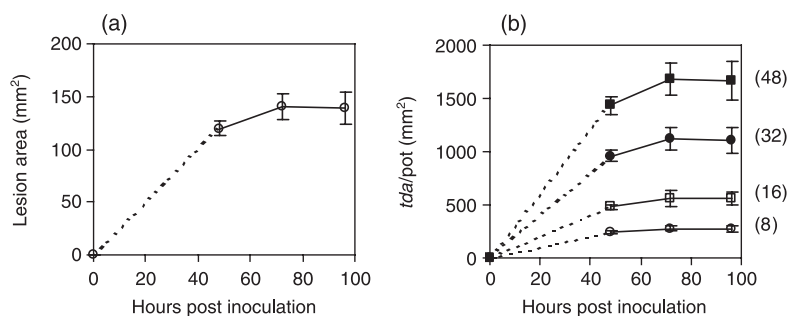 (a)
Lesion area (mm²)
200
150
100
50
0
0 20 40 60 80 100
Hours post inoculation
(b)
tda/pot (mm²)
2000
1500
1000
500
0
0 20 40 60 80 100
Hours post inoculation
(48)
(32)
(16)
(8)